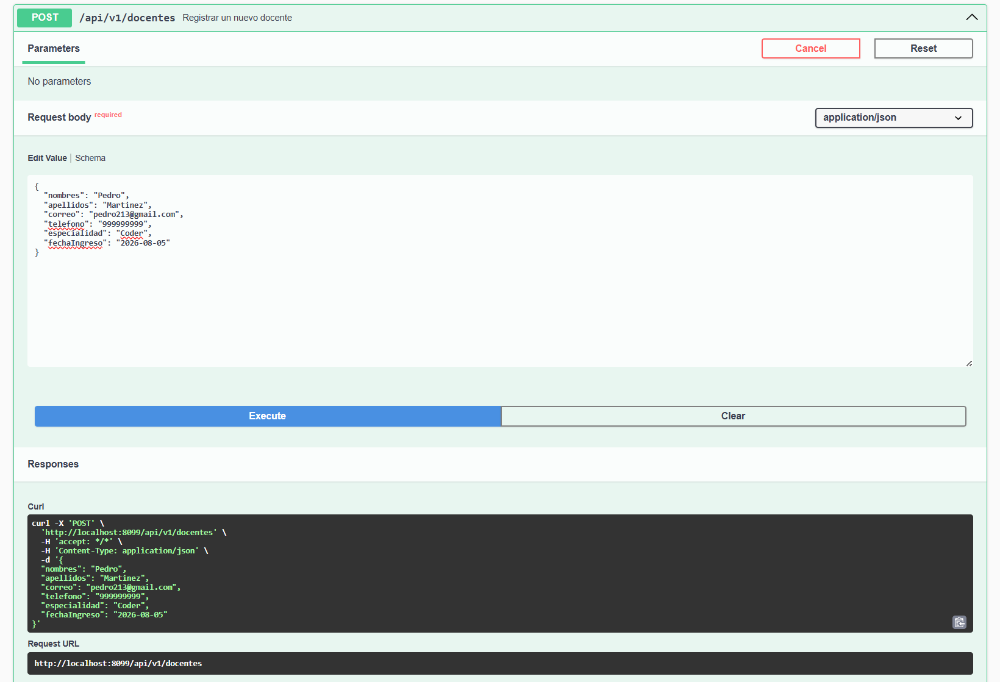 POST /api/v1/docentes Registrar un nuevo docente
Parameters
Cancel
Reset
No parameters
Request body required
application/json
Edit Value | Schema
{
  "nombres": "Pedro",
  "apellidos": "Martinez",
  "correo": "pedro213@gmail.com",
  "telefono": "999999999",
  "especialidad": "Coder",
  "fechaIngreso": "2026-08-05"
}
Execute
Clear
Responses
Curl
curl -X 'POST' \
  'http://localhost:8099/api/v1/docentes' \
  -H 'accept: */*' \
  -H 'Content-Type: application/json' \
  -d '{
  "nombres": "Pedro",
  "apellidos": "Martinez",
  "correo": "pedro213@gmail.com",
  "telefono": "999999999",
  "especialidad": "Coder",
  "fechaIngreso": "2026-08-05"
}'
Request URL
http://localhost:8099/api/v1/docentes